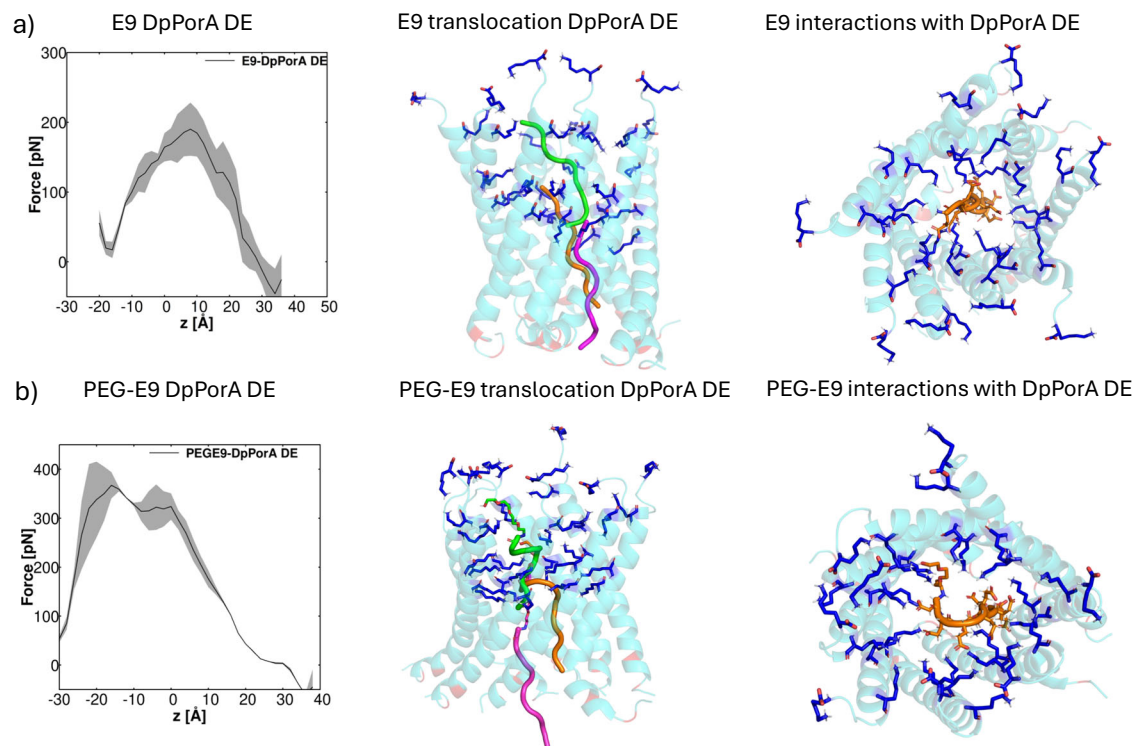 a)
E9 DpPorA DE
E9 translocation DpPorA DE
E9 interactions with DpPorA DE
300
200
100
0
Force [pN]
E9-DpPorA DE
-30 -20 -10 0 10 20 30 40
z [Å]
b)
PEG-E9 DpPorA DE
PEG-E9 translocation DpPorA DE
PEG-E9 interactions with DpPorA DE
400
300
200
100
0
Force [pN]
PEGE9-DpPorA DE
-30 -20 -10 0 10 20 30 40
z [Å]